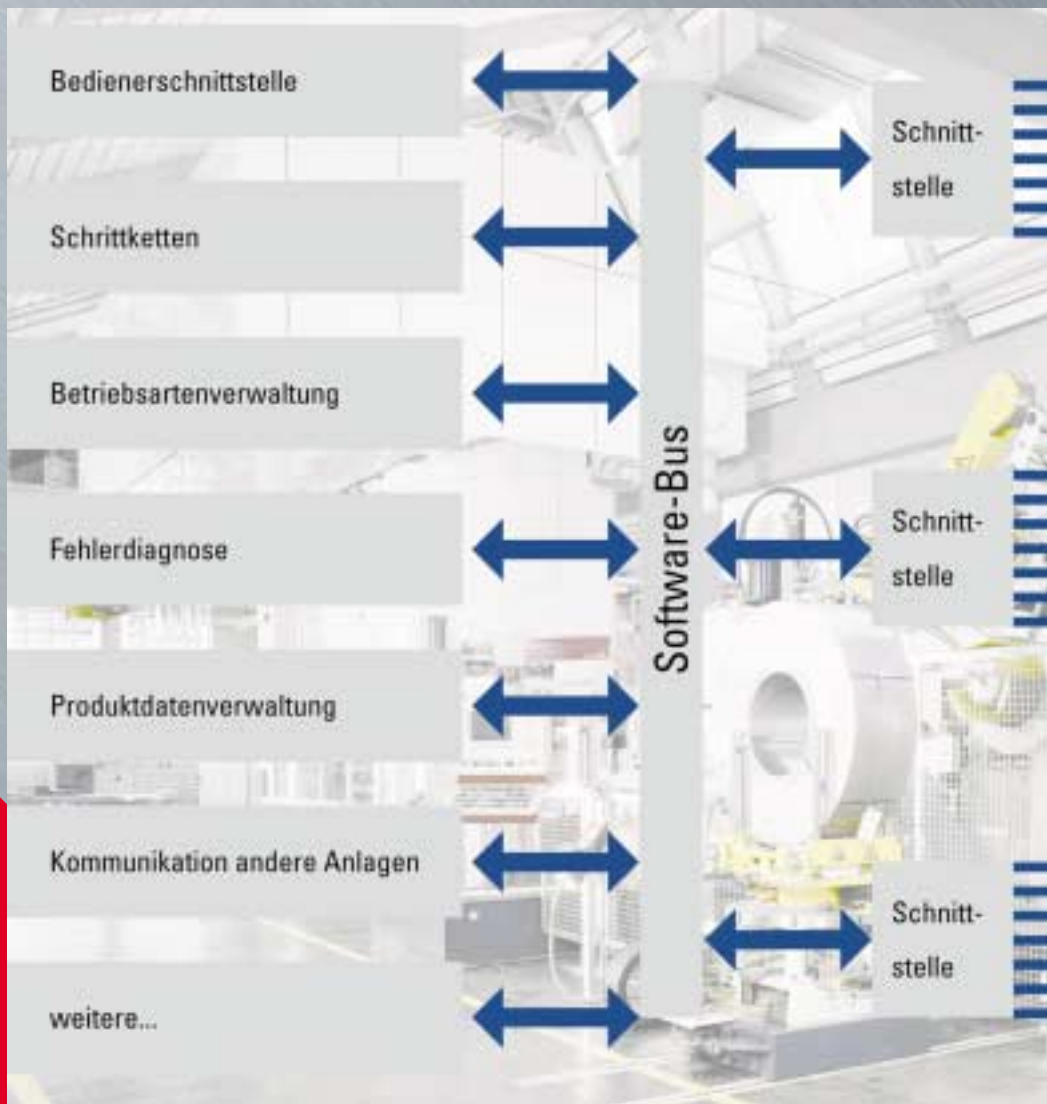 Bedienerschnittstelle
Schrittketten
Betriebsartenverwaltung
Fehlerdiagnose
Produktdatenverwaltung
Kommunikation andere Anlagen
weitere...
Software-Bus
Schnitt-
stelle
Schnitt-
stelle
Schnitt-
stelle